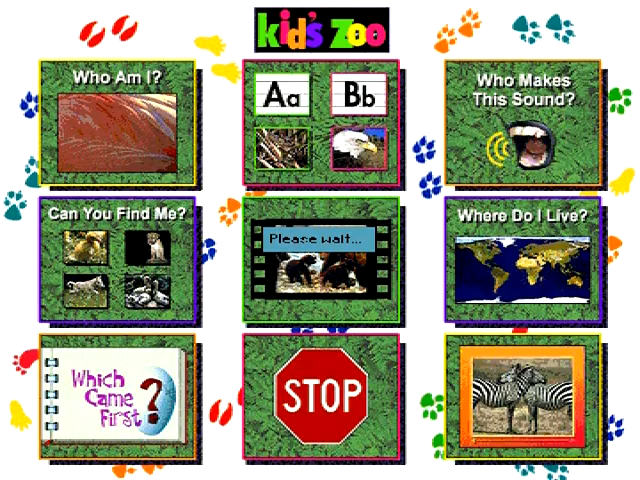 kid's Zoo
Who Am I?
Aa
Bb
Who Makes
This Sound?
Can You Find Me?
Please wait...
Where Do I Live?
Which
Came
First?
STOP